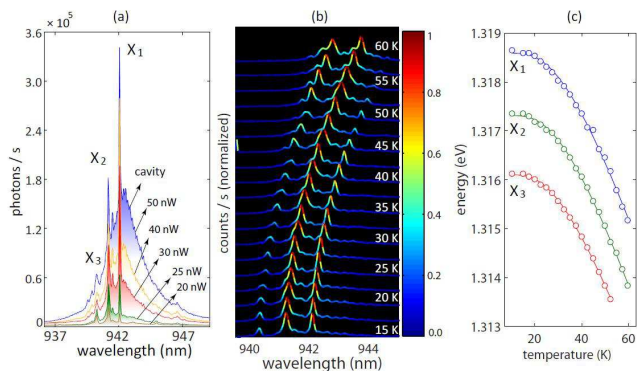 (a)
x 10⁵
3.6
3.0
2.4
1.8
1.2
0.6
0
photons / s
X₁
X₂
X₃
cavity
50 nW
40 nW
30 nW
25 nW
20 nW
937
942
947
wavelength (nm)
(b)
counts / s (normalized)
60 K
55 K
50 K
45 K
40 K
35 K
30 K
25 K
20 K
15 K
940
942
944
wavelength (nm)
1
0.8
0.6
0.4
0.2
0.0
(c)
energy (eV)
1.319
1.318
1.317
1.316
1.315
1.314
1.313
X₁
X₂
X₃
20
30
40
50
60
temperature (K)